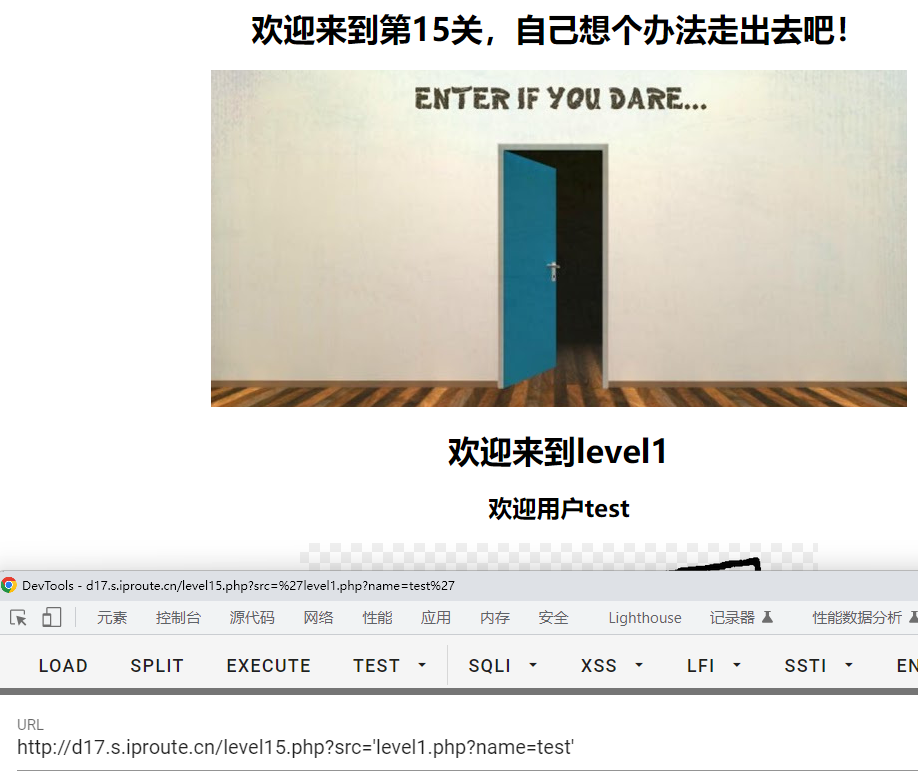 欢迎来到第15关，自己想个办法走出去吧！
ENTER IF YOU DARE...
欢迎来到level1
欢迎用户test
DevTools - d17.s.iproute.cn/level15.php?src=%27level1.php?name=test%27
元素 控制台 源代码 网络 性能 应用 内存 安全 Lighthouse 记录器 性能数据分析
LOAD SPLIT EXECUTE TEST SQLI XSS LFI SSTI EN
URL
http://d17.s.iproute.cn/level15.php?src='level1.php?name=test'